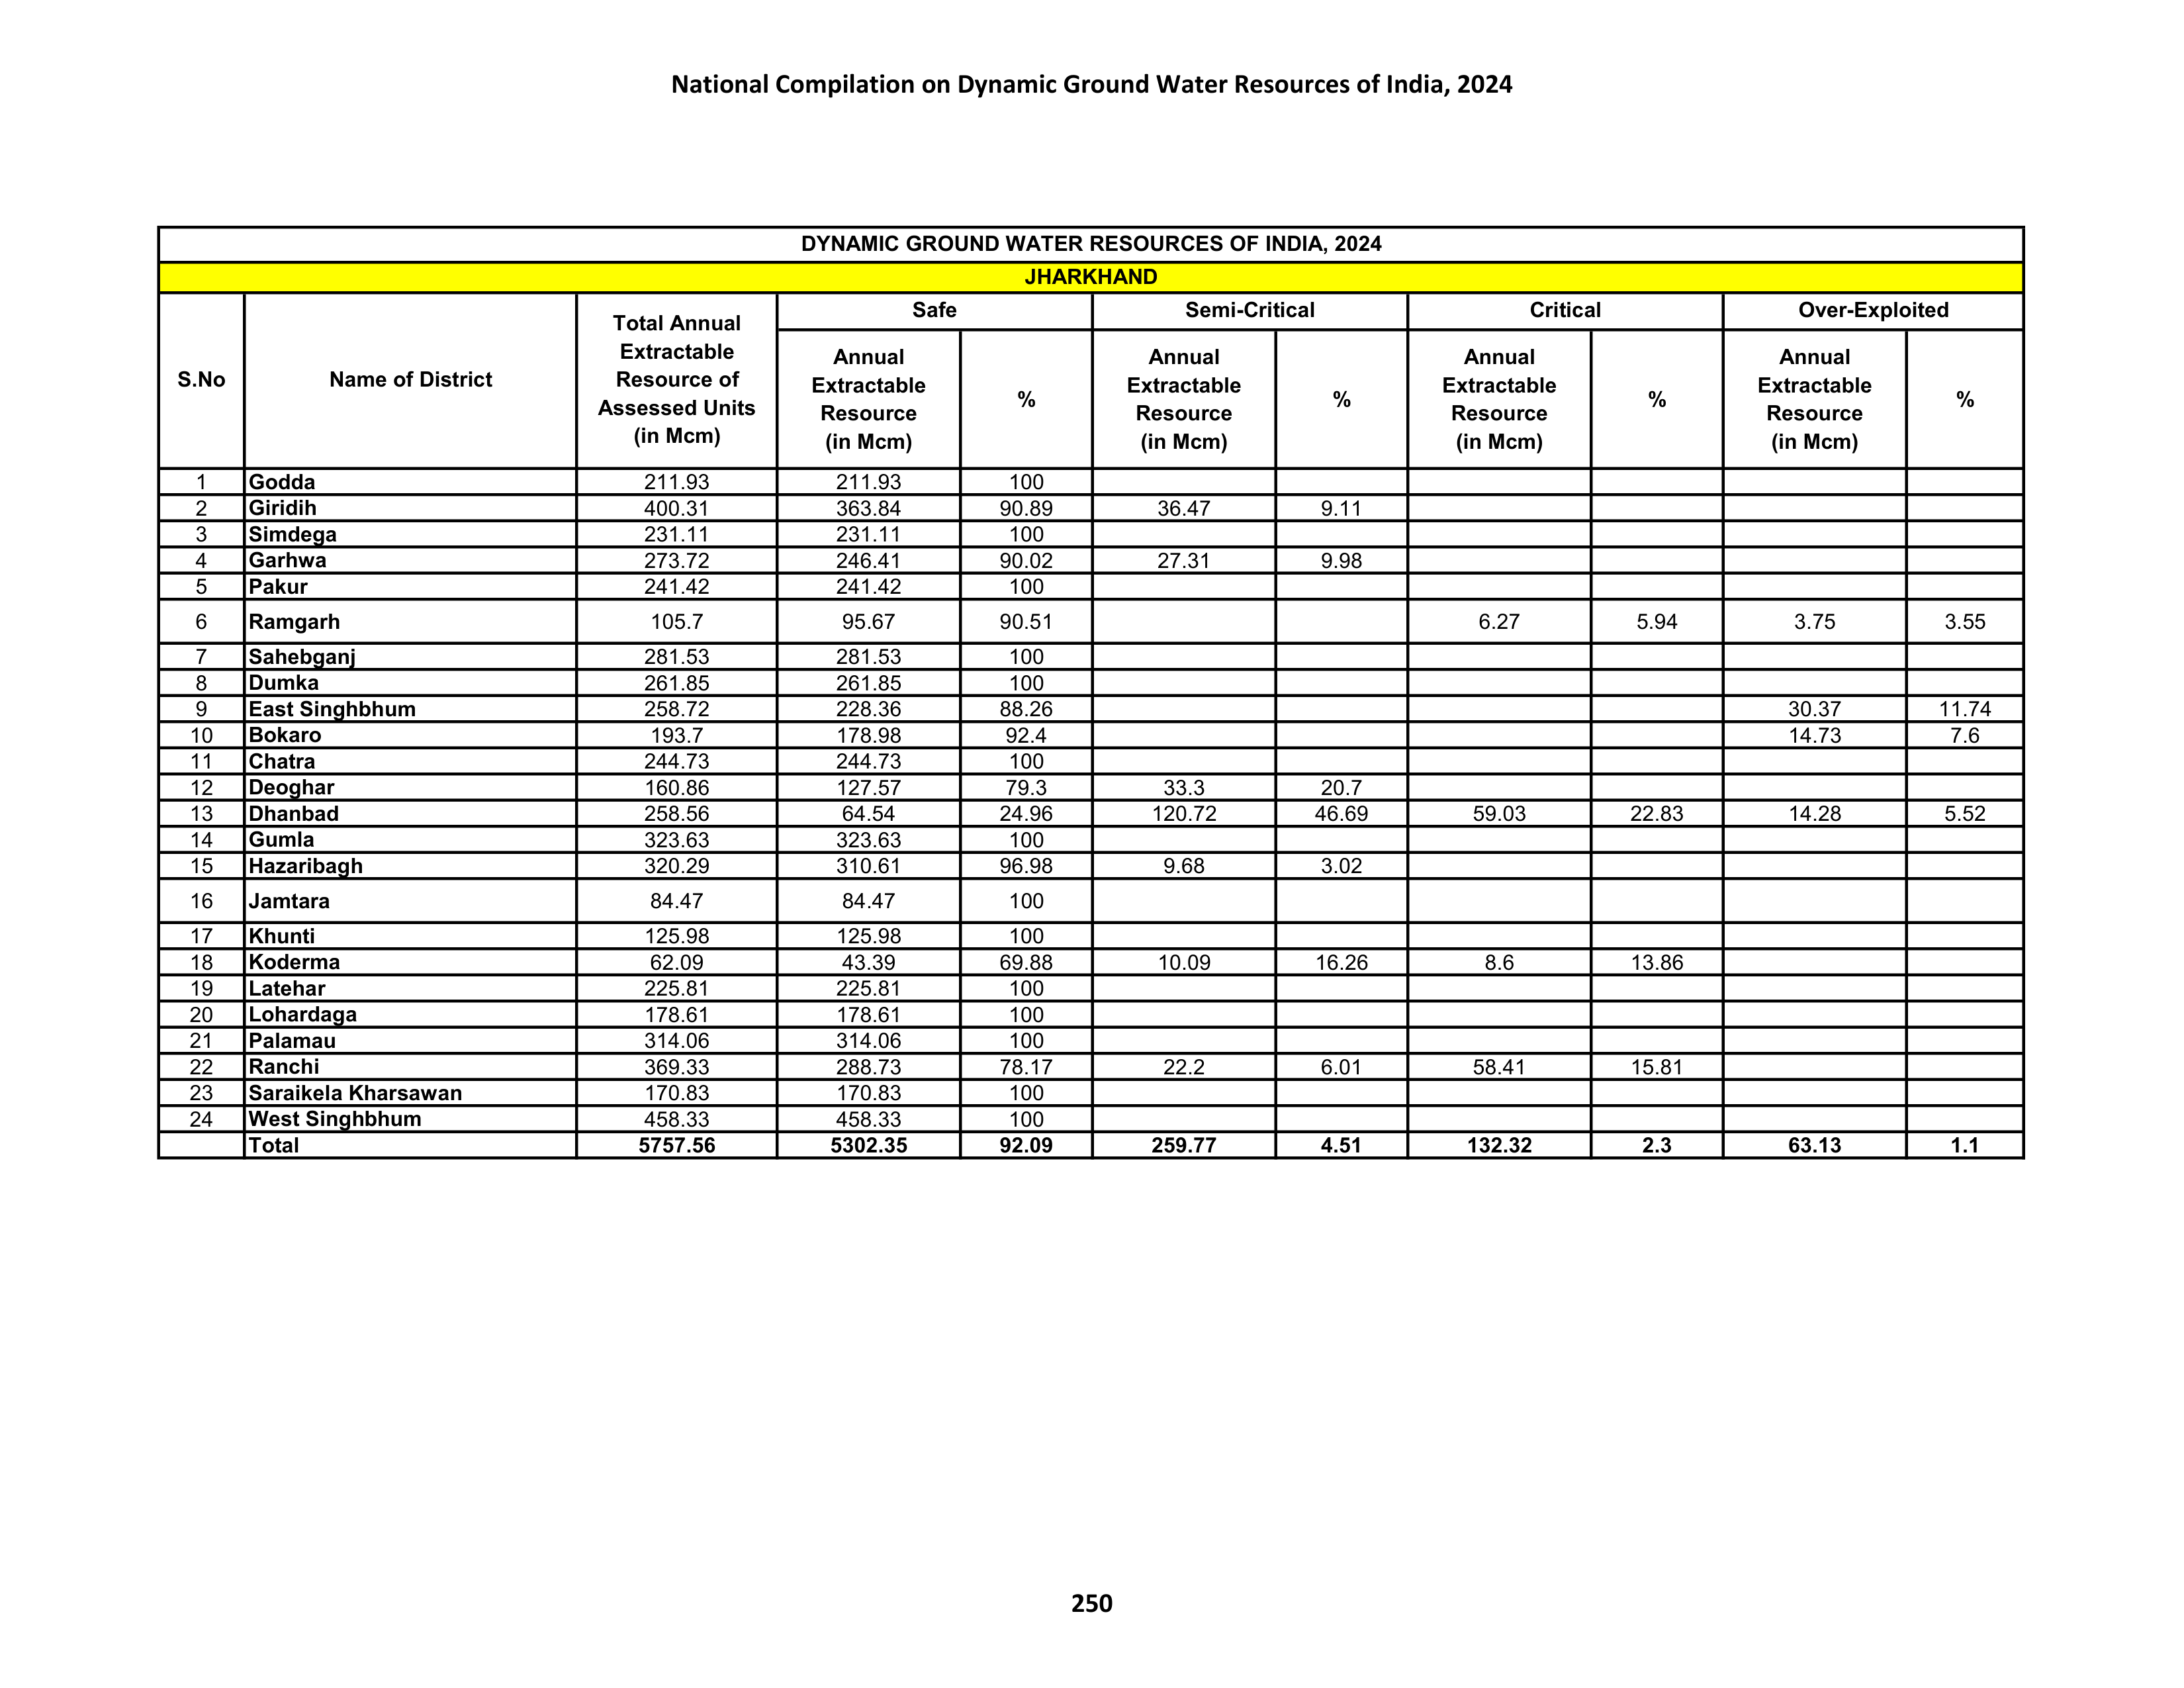 National Compilation on Dynamic Ground Water Resources of India, 2024
DYNAMIC GROUND WATER RESOURCES OF INDIA, 2024
JHARKHAND
S.No
Name of District
Total Annual
Extractable
Resource of
Assessed Units
(in Mcm)
Safe
Semi-Critical
Critical
Over-Exploited
Annual
Extractable
Resource
(in Mcm)
%
Annual
Extractable
Resource
(in Mcm)
%
Annual
Extractable
Resource
(in Mcm)
%
Annual
Extractable
Resource
(in Mcm)
%
1 Godda 211.93 211.93 100
2 Giridih 400.31 363.84 90.89 36.47 9.11
3 Simdega 231.11 231.11 100
4 Garhwa 273.72 246.41 90.02 27.31 9.98
5 Pakur 241.42 241.42 100
6 Ramgarh 105.7 95.67 90.51 6.27 5.94 3.75 3.55
7 Sahebganj 281.53 281.53 100
8 Dumka 261.85 261.85 100
9 East Singhbhum 258.72 228.36 88.26 30.37 11.74
10 Bokaro 193.7 178.98 92.4 14.73 7.6
11 Chatra 244.73 244.73 100
12 Deoghar 160.86 127.57 79.3 33.3 20.7
13 Dhanbad 258.56 64.54 24.96 120.72 46.69 59.03 22.83 14.28 5.52
14 Gumla 323.63 323.63 100
15 Hazaribagh 320.29 310.61 96.98 9.68 3.02
16 Jamtara 84.47 84.47 100
17 Khunti 125.98 125.98 100
18 Koderma 62.09 43.39 69.88 10.09 16.26 8.6 13.86
19 Latehar 225.81 225.81 100
20 Lohardaga 178.61 178.61 100
21 Palamau 314.06 314.06 100
22 Ranchi 369.33 288.73 78.17 22.2 6.01 58.41 15.81
23 Saraikela Kharsawan 170.83 170.83 100
24 West Singhbhum 458.33 458.33 100
Total 5757.56 5302.35 92.09 259.77 4.51 132.32 2.3 63.13 1.1
250